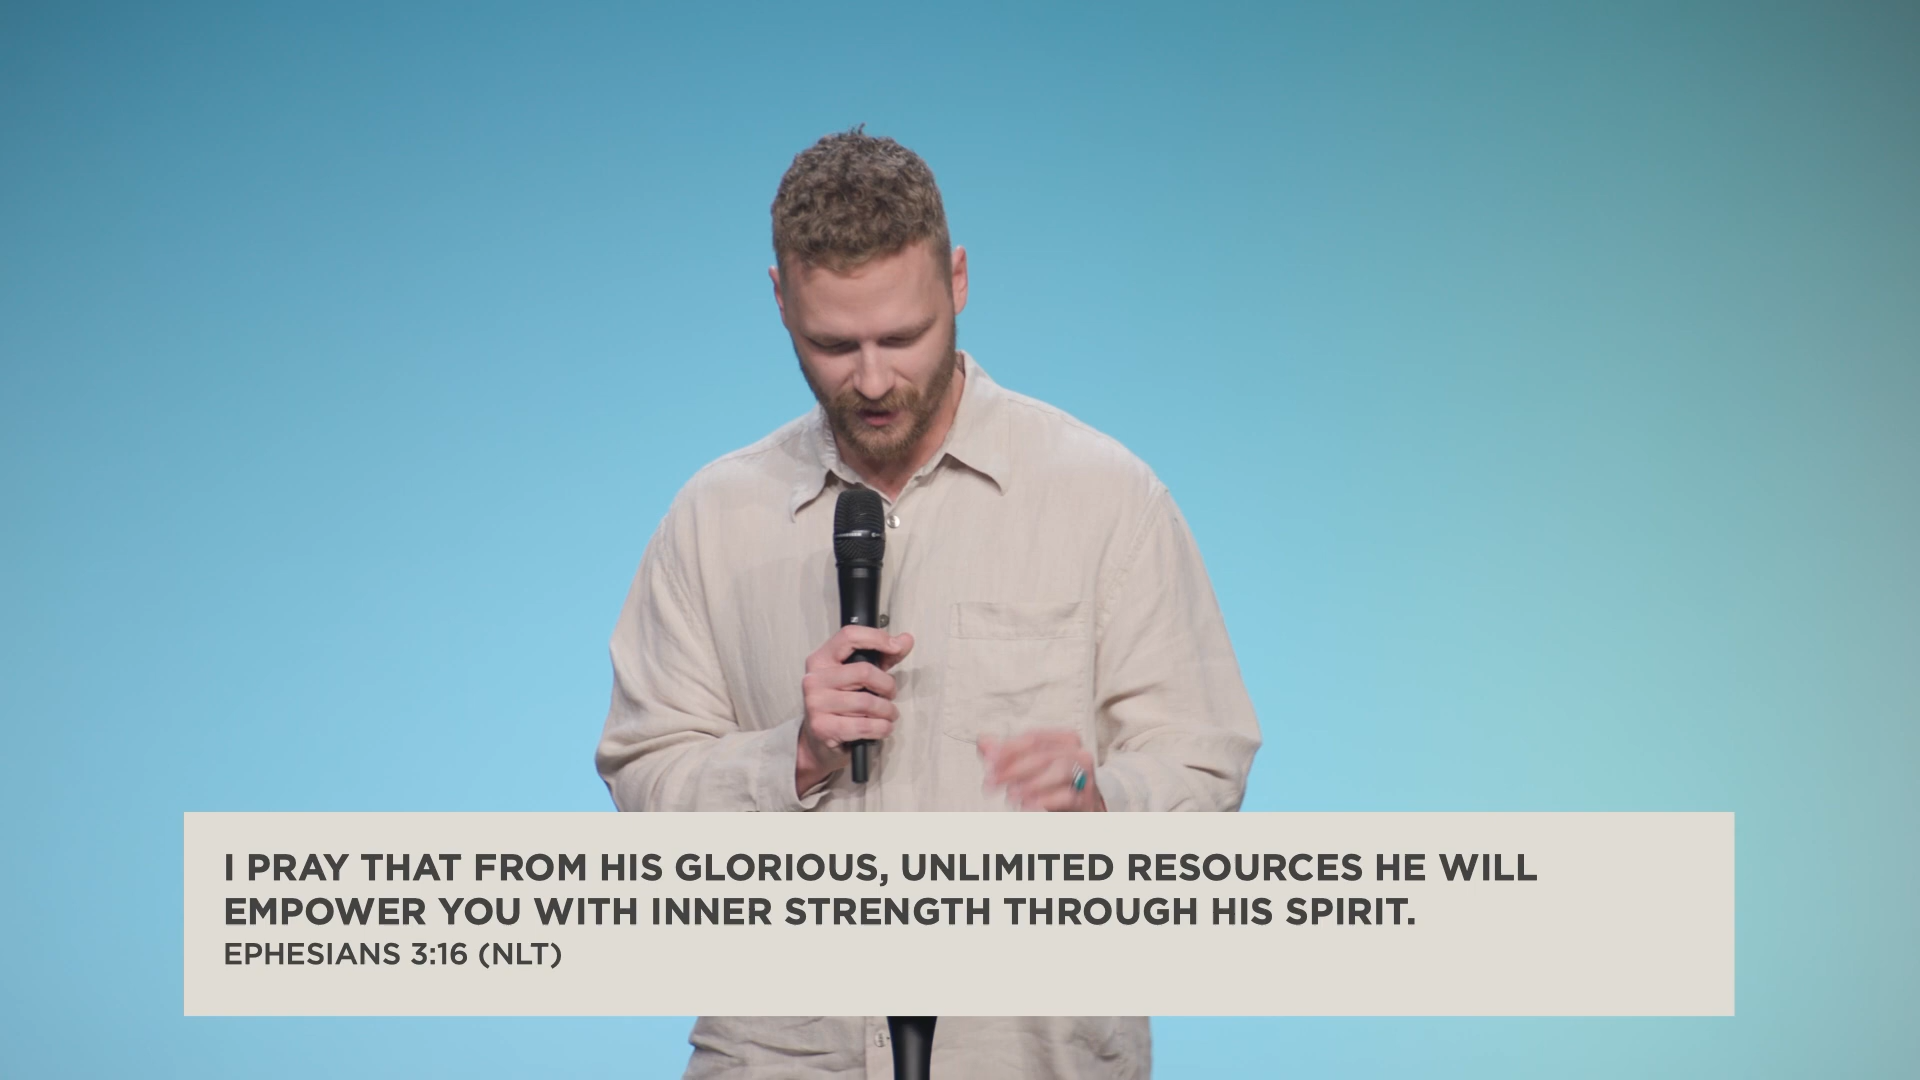 I PRAY THAT FROM HIS GLORIOUS, UNLIMITED RESOURCES HE WILL
EMPOWER YOU WITH INNER STRENGTH THROUGH HIS SPIRIT.
EPHESIANS 3:16 (NLT)